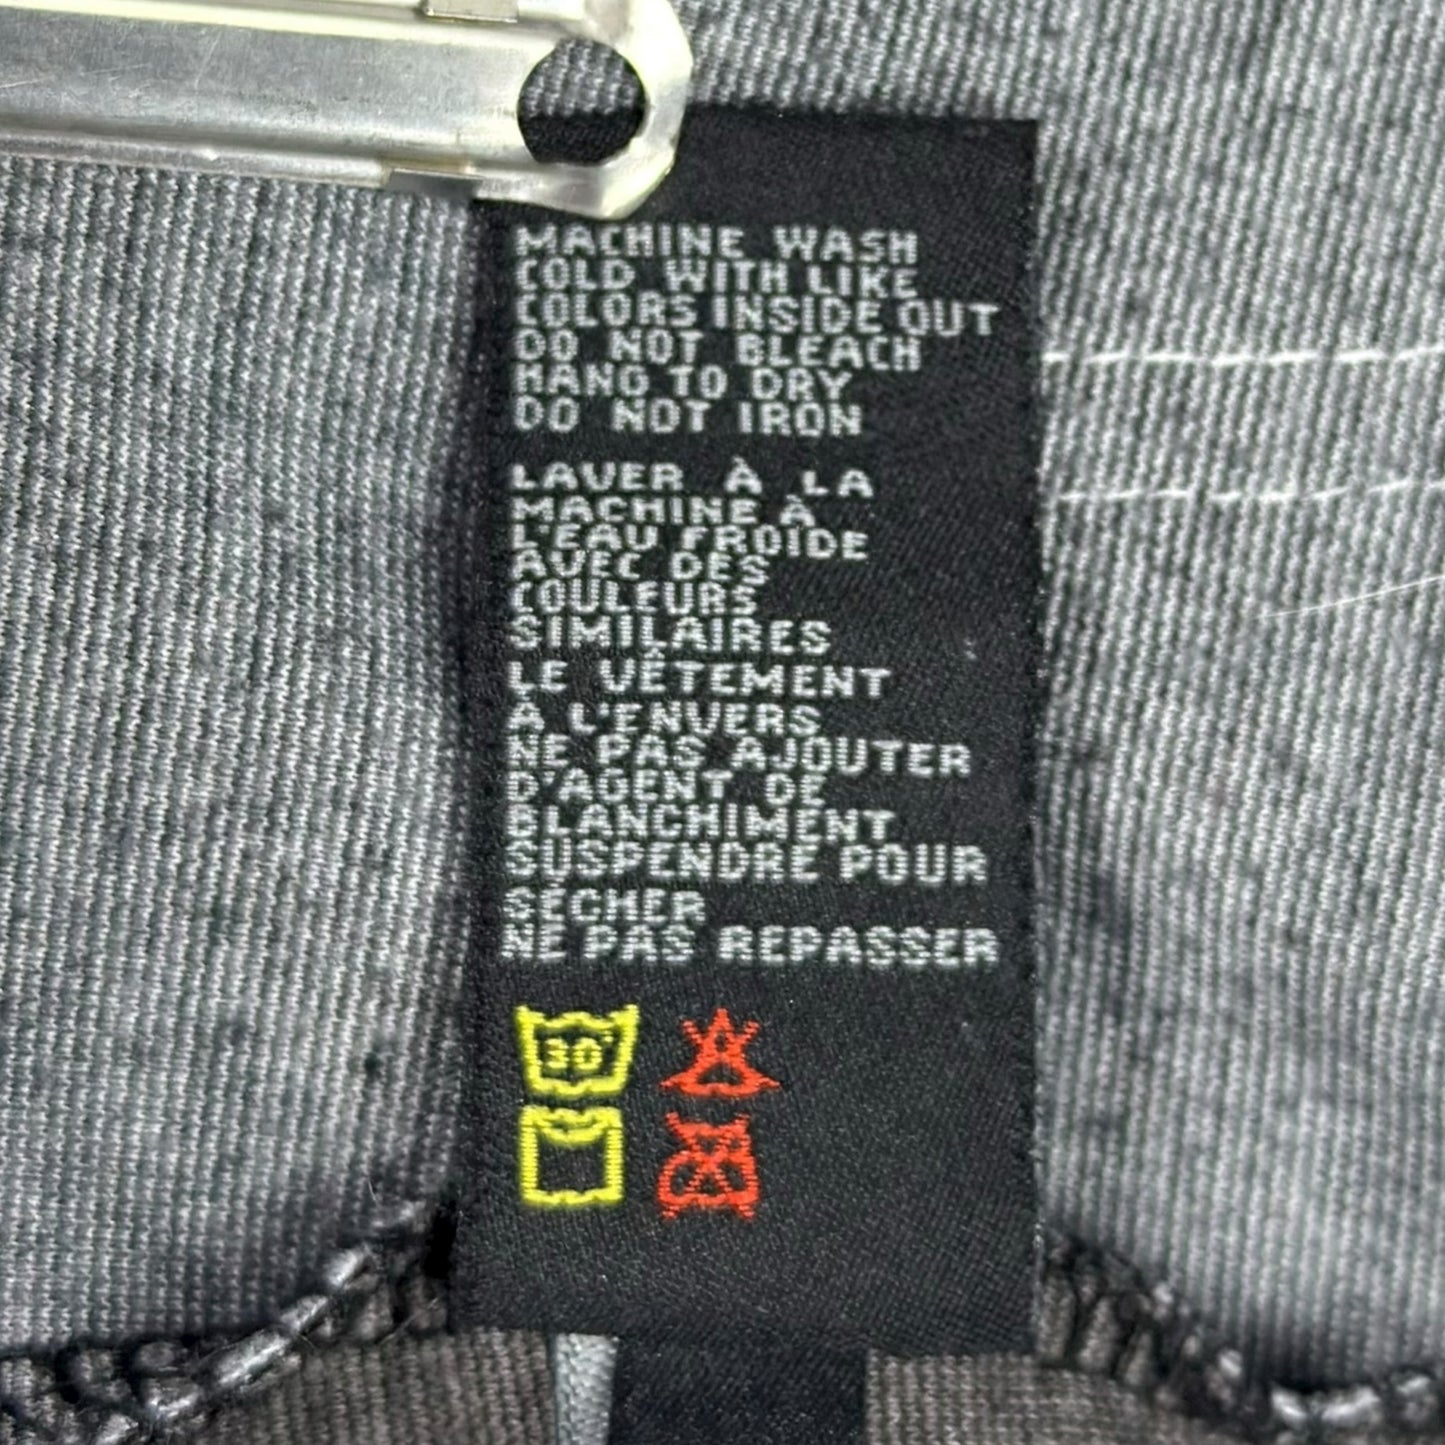 MACHINE WASH
COLD WITH LIKE
COLORS INSIDE OUT
DO NOT BLEACH
HANG TO DRY
DO NOT IRON
LAVER À LA
MACHINE À
L'EAU FROIDE
AVEC DES
COULEURS
SIMILAIRES
LE VÊTEMENT
À L'ENVERS
NE PAS AJOUTER
D'AGENT DE
BLANCHIMENT
SUSPENDRE POUR
SÉCHER
NE PAS REPASSER
30°